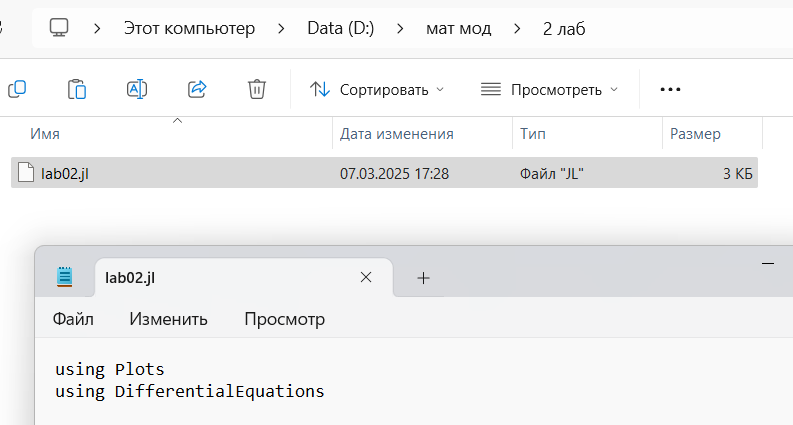 Этот компьютер > Data (D:) > мат мод > 2 лаб
Сортировать Просмотреть
Имя Дата изменения Тип Размер
lab02.jl 07.03.2025 17:28 Файл "JL" 3 КБ
lab02.jl
Файл Изменить Просмотр
using Plots
using DifferentialEquations